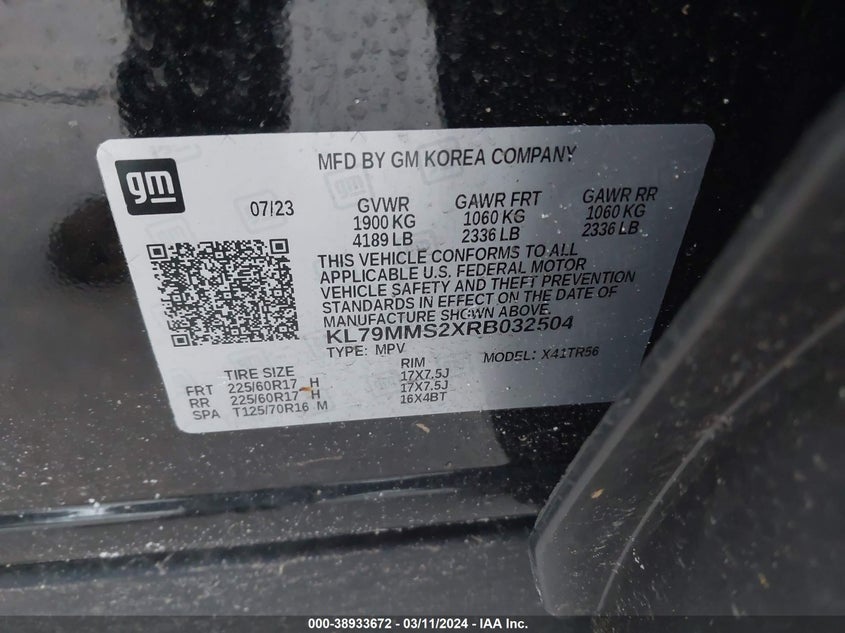 MFD BY GM KOREA COMPANY
gm
07/23
GVWR GAWR FRT GAWR RR
1900 KG 1060 KG 1060 KG
4189 LB 2336 LB 2336 LB
THIS VEHICLE CONFORMS TO ALL
APPLICABLE U.S. FEDERAL MOTOR
VEHICLE SAFETY AND THEFT PREVENTION
STANDARDS IN EFFECT ON THE DATE OF
MANUFACTURE SHOWN ABOVE.
KL79MMS2XRB032504
TYPE: MPV MODEL: X41TR56
TIRE SIZE RIM
FRT 225/60R17 H 17X7.5J
RR 225/60R17 H 17X7.5J
SPA T125/70R16 M 16X4BT
000-38933672 - 03/11/2024 - IAA Inc.